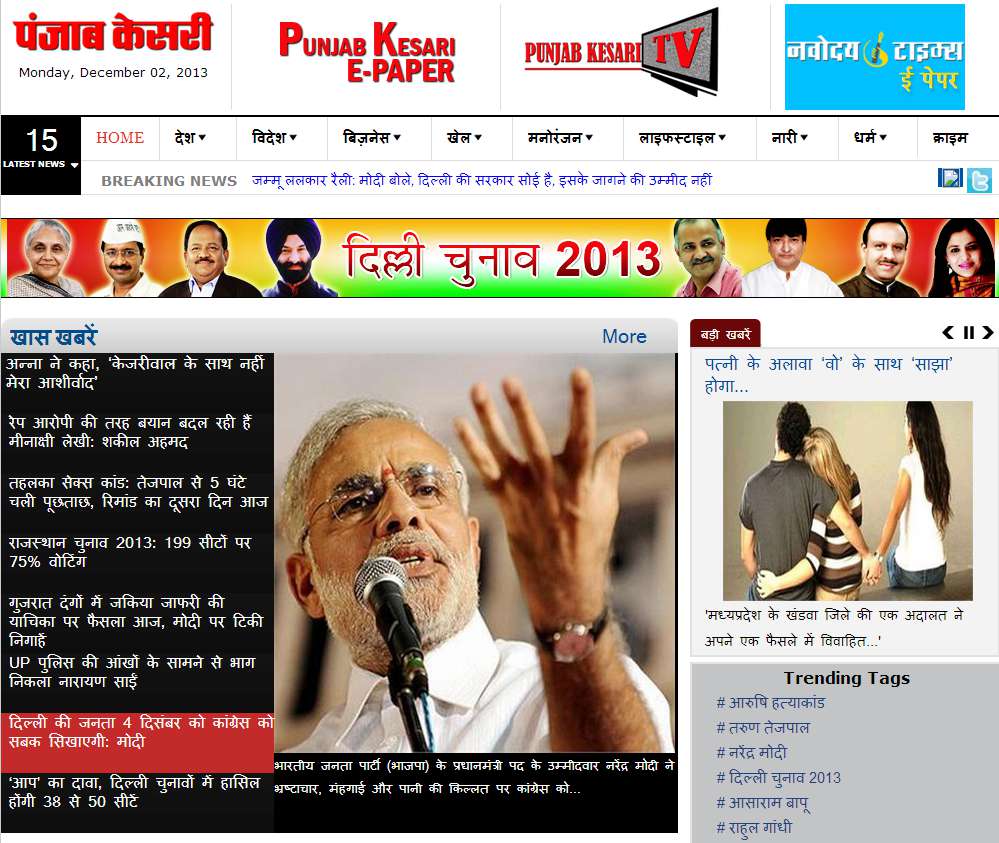 पंजाब केसरी
Monday, December 02, 2013
PUNJAB KESARI
E-PAPER
PUNJAB KESARI TV
नवोदय टाइम्स
ई पेपर
15
LATEST NEWS
HOME देश विदेश बिज़नेस खेल मनोरंजन लाइफस्टाइल नारी धर्म क्राइम
BREAKING NEWS जम्मू ललकार रैली: मोदी बोले, दिल्ली की सरकार सोई है, इसके जागने की उम्मीद नहीं
दिल्ली चुनाव 2013
खास खबरें More
अन्ना ने कहा, ‘केजरीवाल के साथ नहीं
मेरा आशीर्वाद’
रेप आरोपी की तरह बयान बदल रही हैं
मीनाक्षी लेखी: शकील अहमद
तहलका सेक्स कांड: तेजपाल से 5 घंटे
चली पूछताछ, रिमांड का दूसरा दिन आज
राजस्थान चुनाव 2013: 199 सीटों पर
75% वोटिंग
गुजरात दंगों में जकिया जाफरी की
याचिका पर फैसला आज, मोदी पर टिकी
निगाहें
UP पुलिस की आंखों के सामने से भाग
निकला नारायण साईं
दिल्ली की जनता 4 दिसंबर को कांग्रेस को
सबक सिखाएगी: मोदी
‘आप’ का दावा, दिल्ली चुनावों में हासिल
होंगी 38 से 50 सीटें
भारतीय जनता पार्टी (भाजपा) के प्रधानमंत्री पद के उम्मीदवार नरेंद्र मोदी ने
भ्रष्टाचार, मंहगाई और पानी की किल्लत पर कांग्रेस को...
बड़ी खबरें
पत्नी के अलावा ‘वो’ के साथ ‘साझा’
होगा...
'मध्यप्रदेश के खंडवा जिले की एक अदालत ने
अपने एक फैसले में विवाहित...'
Trending Tags
# आरुषि हत्याकांड
# तरुण तेजपाल
# नरेंद्र मोदी
# दिल्ली चुनाव 2013
# आसाराम बापू
# राहुल गांधी